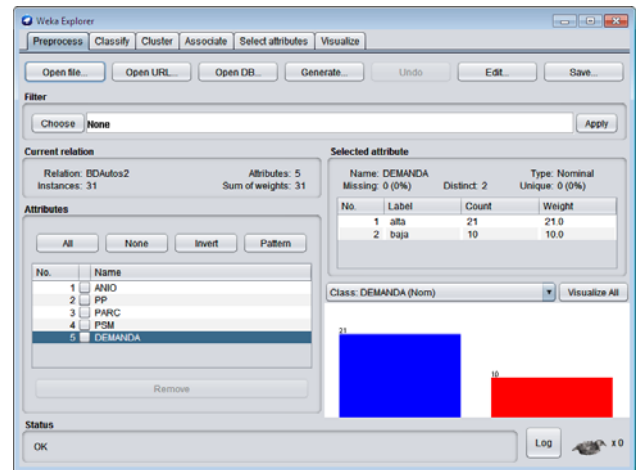 Weka Explorer
Preprocess Classify Cluster Associate Select attributes Visualize
Open file... Open URL... Open DB... Generate... Undo Edit... Save...
Filter
Choose None Apply
Current relation
Relation: BDAutos2 Attributes: 5
Instances: 31 Sum of weights: 31
Selected attribute
Name: DEMANDA Type: Nominal
Missing: 0 (0%) Distinct: 2 Unique: 0 (0%)
No. Label Count Weight
1 alta 21 21.0
2 baja 10 10.0
Attributes
All None Invert Pattern
No. Name
1 ANIO
2 PP
3 PARC
4 PSM
5 DEMANDA
Remove
Class: DEMANDA (Nom) Visualize All
21
10
Status
OK
Log x 0